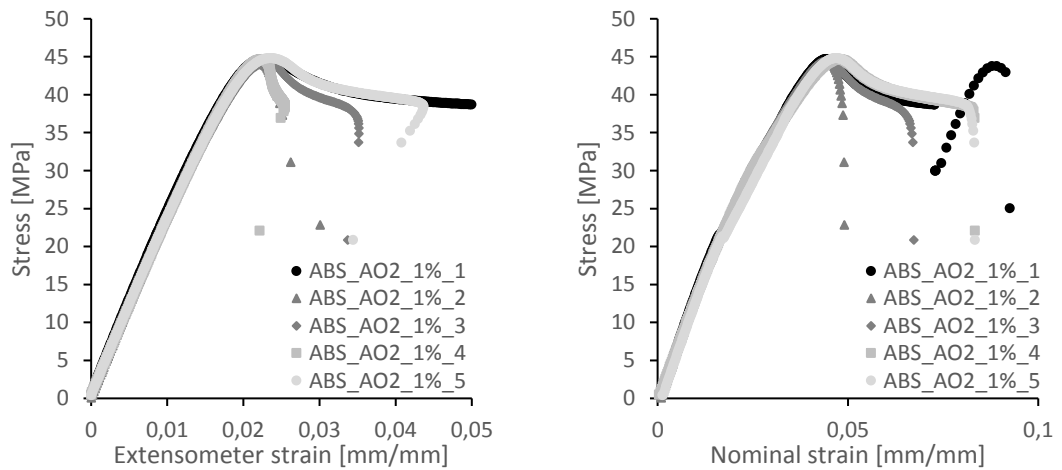 50
45
40
35
30
25
20
15
10
5
0
Stress [MPa]
0 0,01 0,02 0,03 0,04 0,05
Extensometer strain [mm/mm]
ABS_AO2_1%_1
ABS_AO2_1%_2
ABS_AO2_1%_3
ABS_AO2_1%_4
ABS_AO2_1%_5
50
45
40
35
30
25
20
15
10
5
0
Stress [MPa]
0 0,05 0,1
Nominal strain [mm/mm]
ABS_AO2_1%_1
ABS_AO2_1%_2
ABS_AO2_1%_3
ABS_AO2_1%_4
ABS_AO2_1%_5